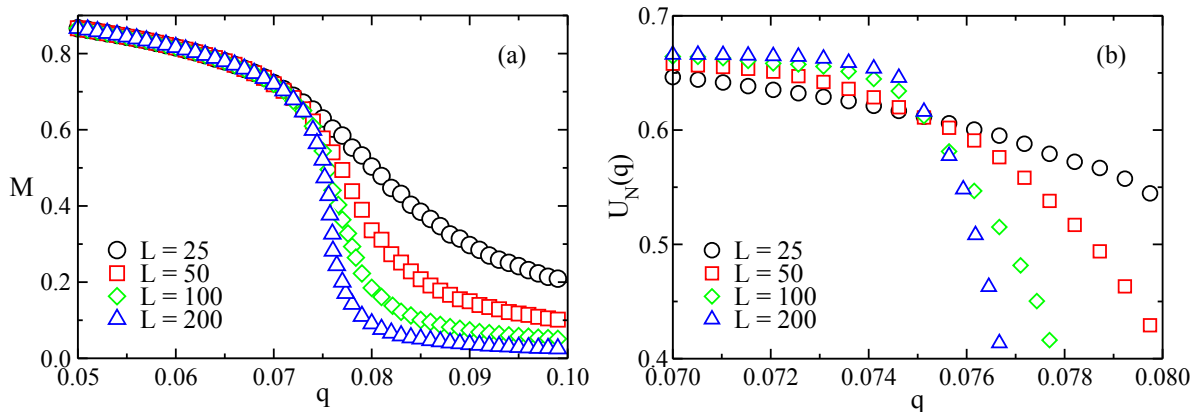 (a)
M
0.8
0.6
0.4
0.2
0.0
L = 25
L = 50
L = 100
L = 200
0.05 0.06 0.07 0.08 0.09 0.10
q
(b)
U_N(q)
0.7
0.6
0.5
0.4
L = 25
L = 50
L = 100
L = 200
0.070 0.072 0.074 0.076 0.078 0.080
q